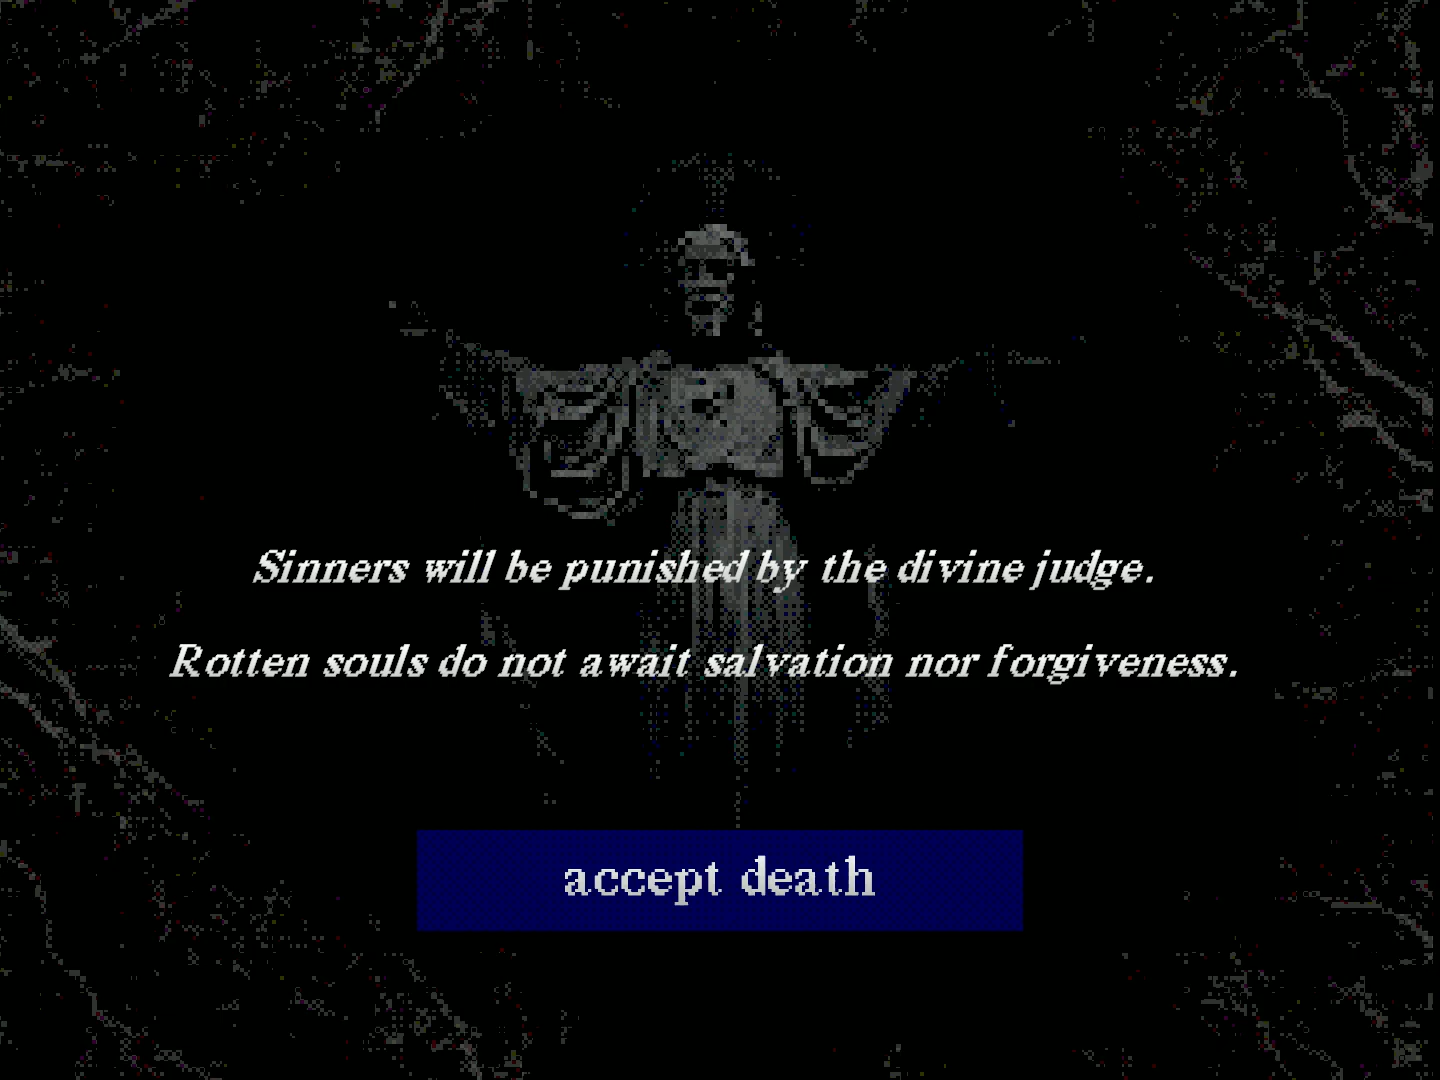 Sinners will be punished by the divine judge.
Rotten souls do not await salvation nor forgiveness.
accept death